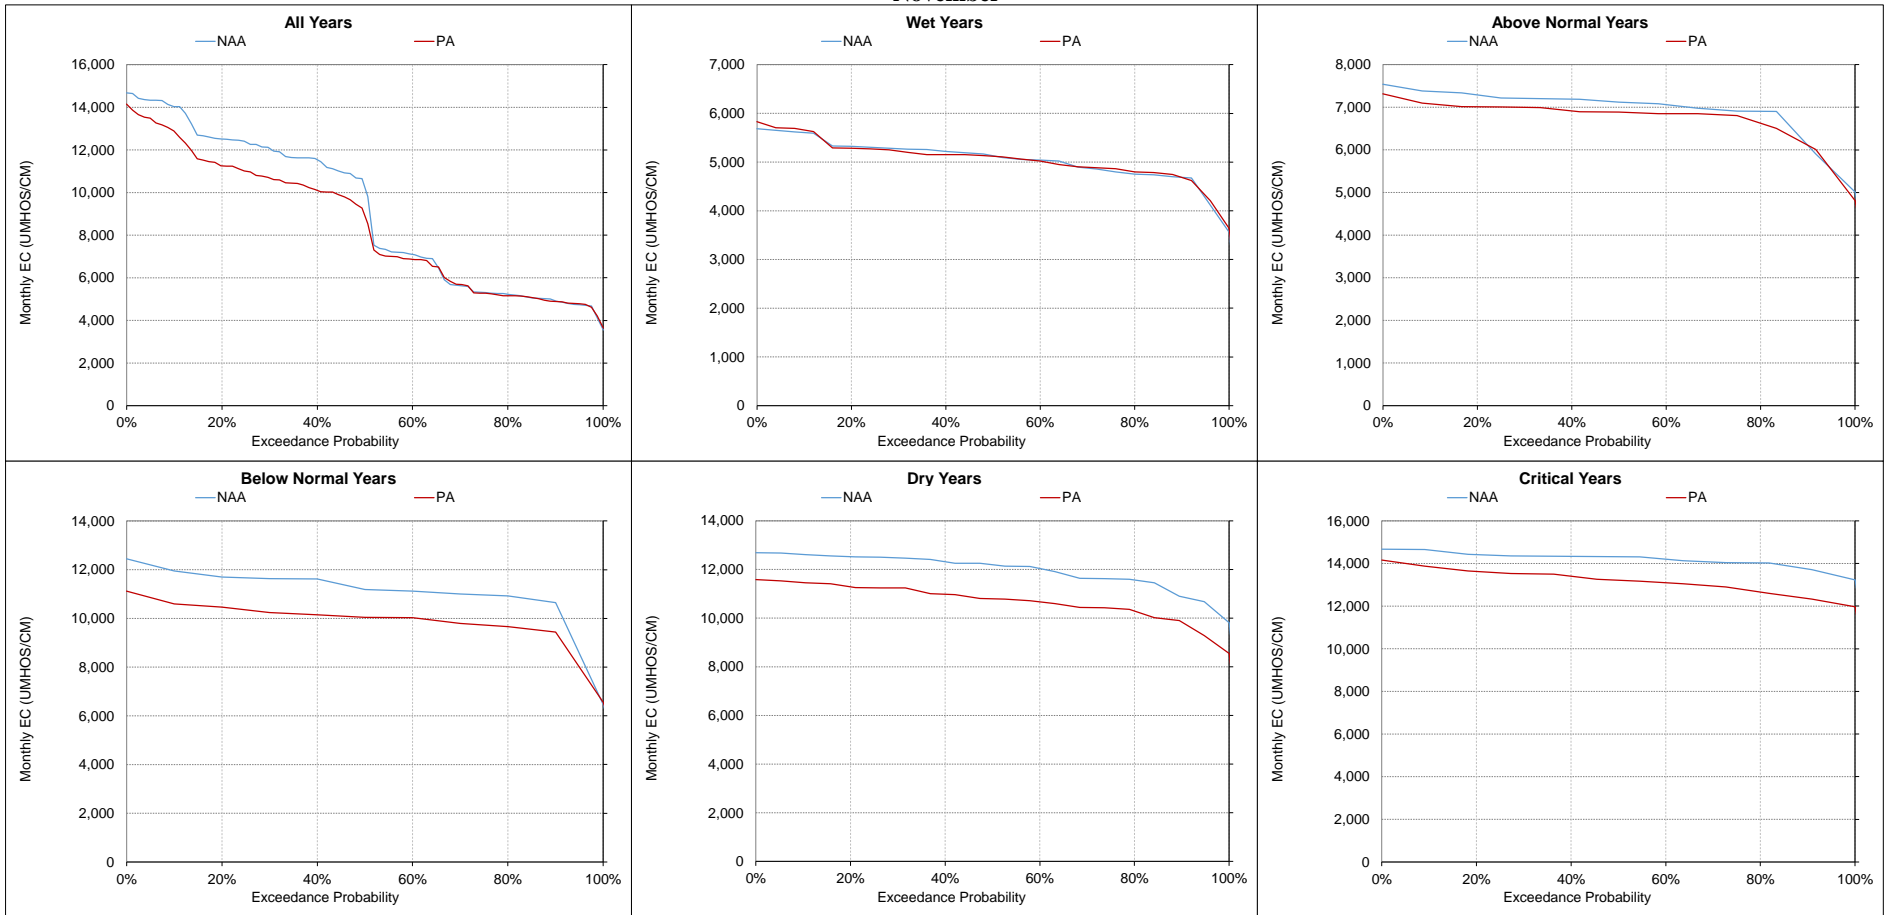 All Years
NAA PA
16,000
14,000
12,000
10,000
8,000
6,000
4,000
2,000
0
Monthly EC (UMHOS/CM)
0% 20% 40% 60% 80% 100%
Exceedance Probability
Wet Years
NAA PA
7,000
6,000
5,000
4,000
3,000
2,000
1,000
0
Monthly EC (UMHOS/CM)
0% 20% 40% 60% 80% 100%
Exceedance Probability
Above Normal Years
NAA PA
8,000
7,000
6,000
5,000
4,000
3,000
2,000
1,000
0
Monthly EC (UMHOS/CM)
0% 20% 40% 60% 80% 100%
Exceedance Probability
Below Normal Years
NAA PA
14,000
12,000
10,000
8,000
6,000
4,000
2,000
0
Monthly EC (UMHOS/CM)
0% 20% 40% 60% 80% 100%
Exceedance Probability
Dry Years
NAA PA
14,000
12,000
10,000
8,000
6,000
4,000
2,000
0
Monthly EC (UMHOS/CM)
0% 20% 40% 60% 80% 100%
Exceedance Probability
Critical Years
NAA PA
16,000
14,000
12,000
10,000
8,000
6,000
4,000
2,000
0
Monthly EC (UMHOS/CM)
0% 20% 40% 60% 80% 100%
Exceedance Probability